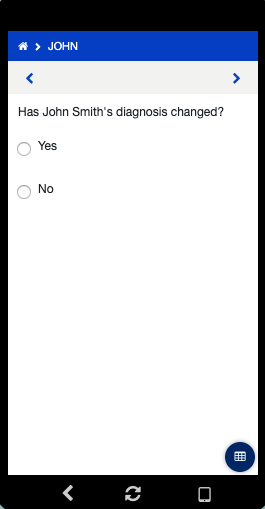 JOHN
Has John Smith's diagnosis changed?
Yes
No